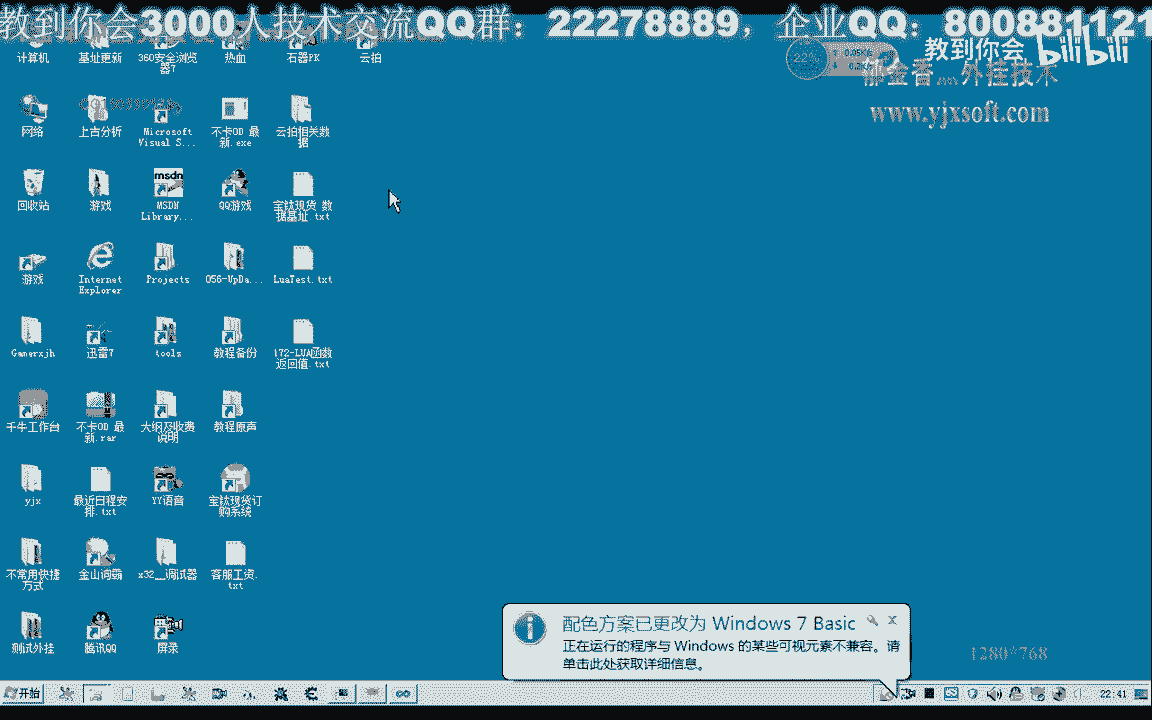 教到你会3000人技术交流QQ群：22278889，企业QQ：800881121
计算机
基址更新
360安全浏览
器7
热血
石器PK
云拍
22%
教到你会
bilibili
郁金香灬外挂技术
www.yjxsoft.com
网络
上古分析
Microsoft
Visual S...
不卡OD 最
新.exe
云拍相关数
据
回收站
游戏
MSDN
Library...
QQ游戏
宝钛现货 数
据基址.txt
游戏
Internet
Explorer
Projects
056-UpDa...
LuaTest.txt
Gamerxjh
迅雷7
tools
教程备份
172-LUA函数
返回值.txt
千牛工作台
不卡OD 最
新.rar
大纲及收费
说明
教程原声
yjx
最近日程安
排.txt
YY语音
宝钛现货订
购系统
不常用快捷
方式
金山词霸
x32__调试器
客服工资.
txt
测试外挂
腾讯QQ
屏录
配色方案已更改为 Windows 7 Basic
正在运行的程序与 Windows 的某些可视元素不兼容。请
单击此处获取详细信息。
1280*768
开始
22:41